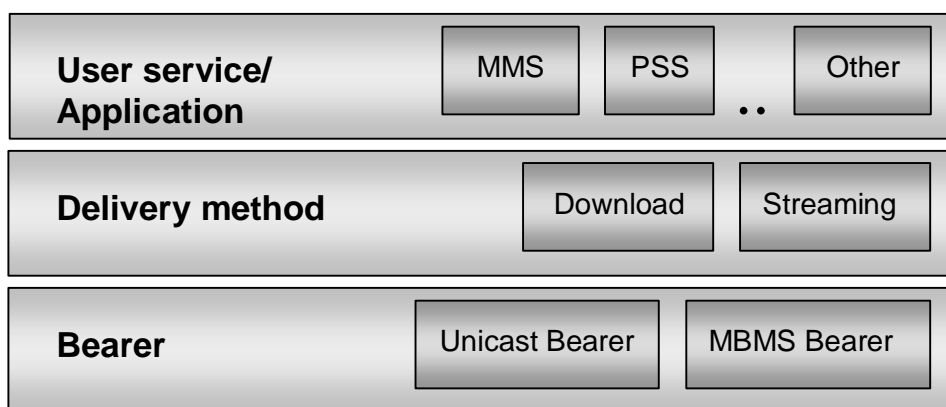 User service/
Application
MMS
PSS
..
Other
Delivery method
Download
Streaming
Bearer
Unicast Bearer
MBMS Bearer